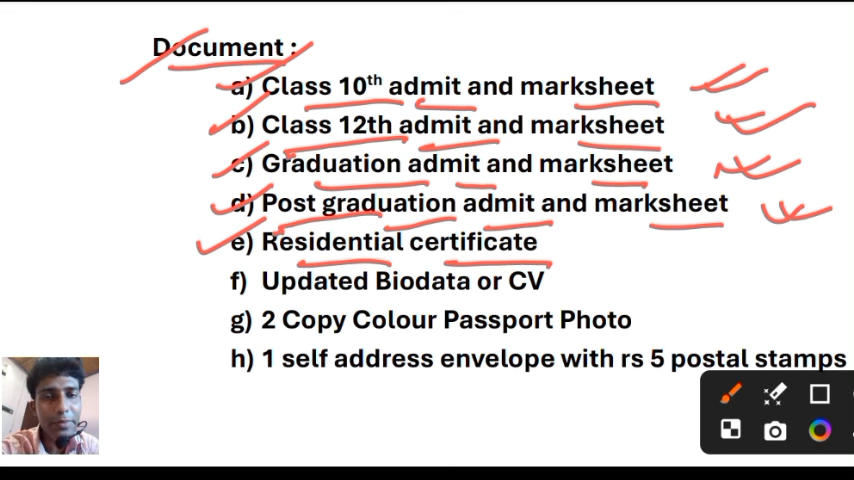 Document :
a) Class 10th admit and marksheet
b) Class 12th admit and marksheet
c) Graduation admit and marksheet
d) Post graduation admit and marksheet
e) Residential certificate
f) Updated Biodata or CV
g) 2 Copy Colour Passport Photo
h) 1 self address envelope with rs 5 postal stamps